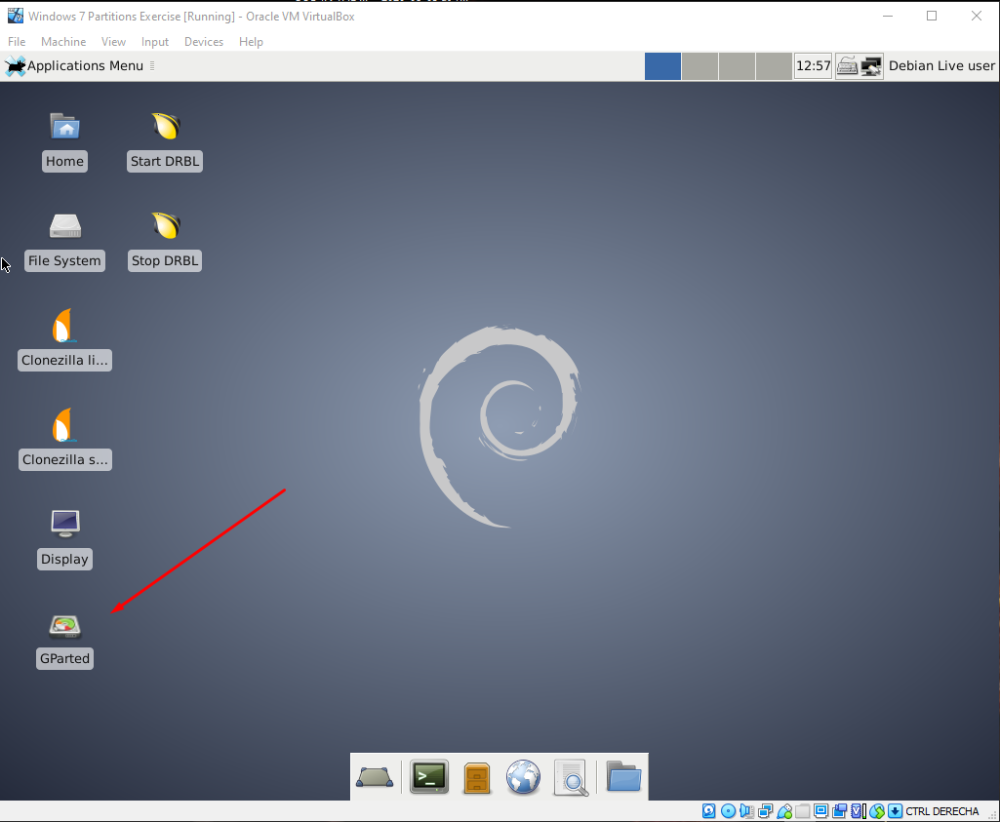 Windows 7 Partitions Exercise [Running] - Oracle VM VirtualBox
File Machine View Input Devices Help
Applications Menu 12:57 Debian Live user
Home Start DRBL
File System Stop DRBL
Clonezilla li...
Clonezilla s...
Display
GParted
CTRL DERECHA